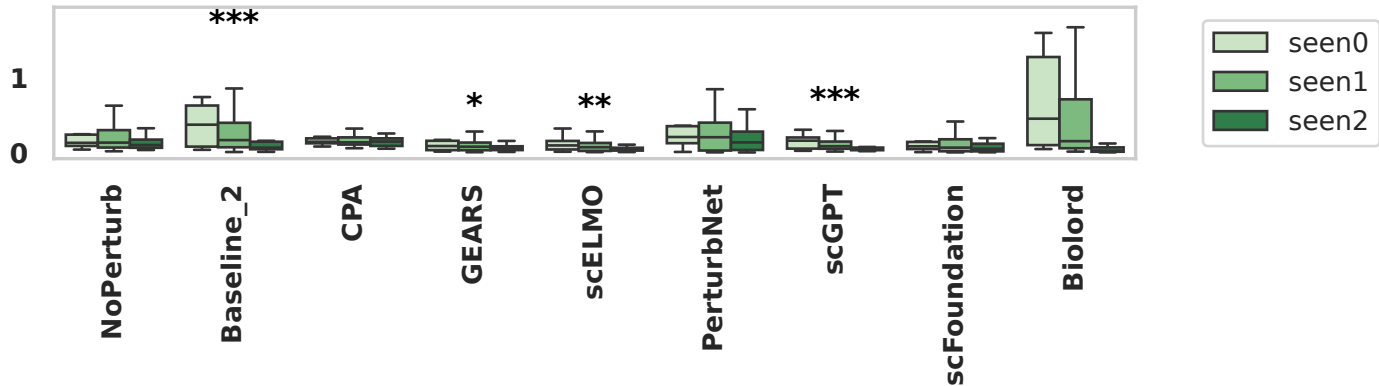 ***
*
**
***
1
0
seen0
seen1
seen2
NoPerturb
Baseline_2
CPA
GEARS
scELMO
PerturbNet
scGPT
scFoundation
Biolord